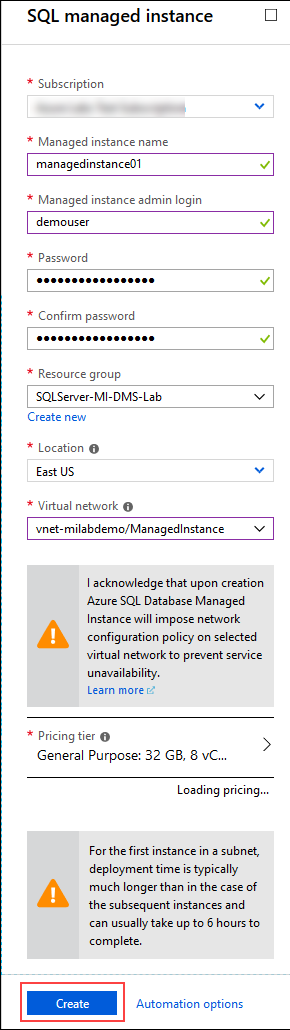 SQL managed instance
* Subscription
* Managed instance name
managedinstance01
* Managed instance admin login
demouser
* Password
•••••••••••••••••
* Confirm password
•••••••••••••••••
* Resource group
SQLServer-MI-DMS-Lab
Create new
* Location
East US
* Virtual network
vnet-milabdemo/ManagedInstance
I acknowledge that upon creation
Azure SQL Database Managed
Instance will impose network
configuration policy on selected
virtual network to prevent service
unavailability.
Learn more
* Pricing tier
General Purpose: 32 GB, 8 vC...
Loading pricing...
For the first instance in a subnet,
deployment time is typically
much longer than in the case of
the subsequent instances and
can usually take up to 6 hours to
complete.
Create Automation options